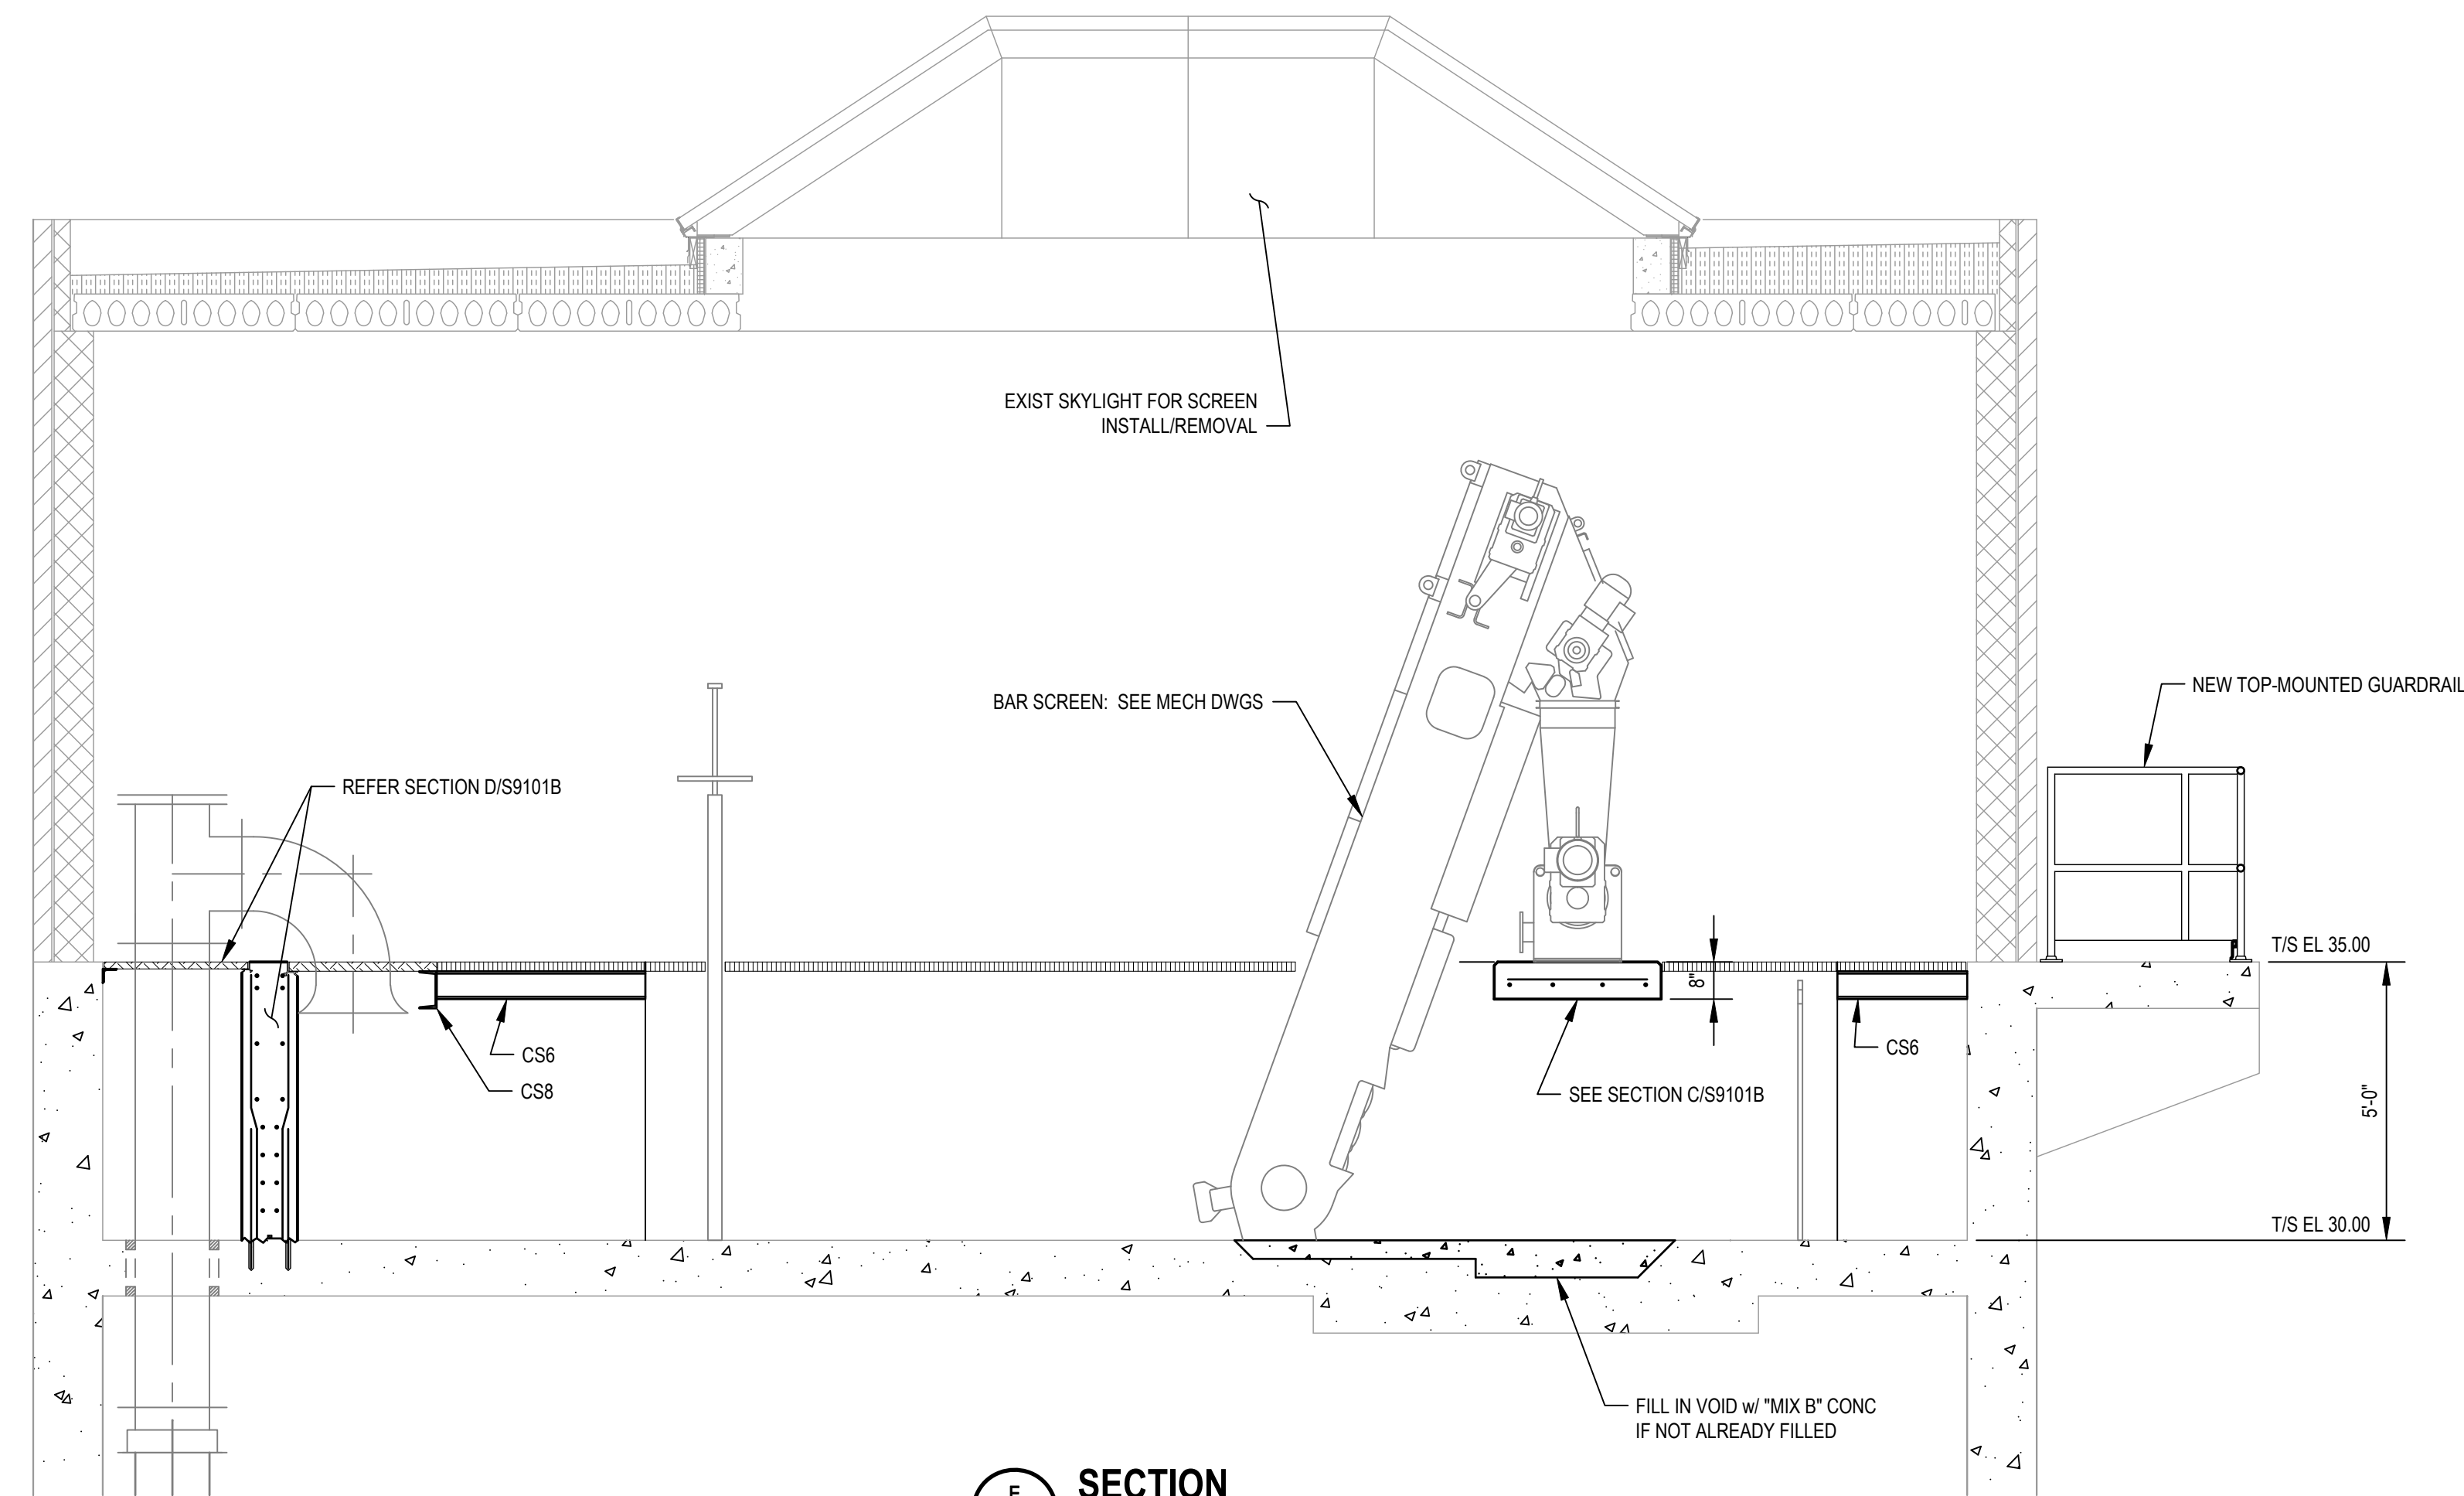 EXIST SKYLIGHT FOR SCREEN
INSTALL/REMOVAL
BAR SCREEN: SEE MECH DWGS
NEW TOP-MOUNTED GUARDRAIL
REFER SECTION D/S9101B
T/S EL 35.00
8"
CS6
CS6
CS8
SEE SECTION C/S9101B
5'-0"
T/S EL 30.00
FILL IN VOID w/ "MIX B" CONC
IF NOT ALREADY FILLED
SECTION